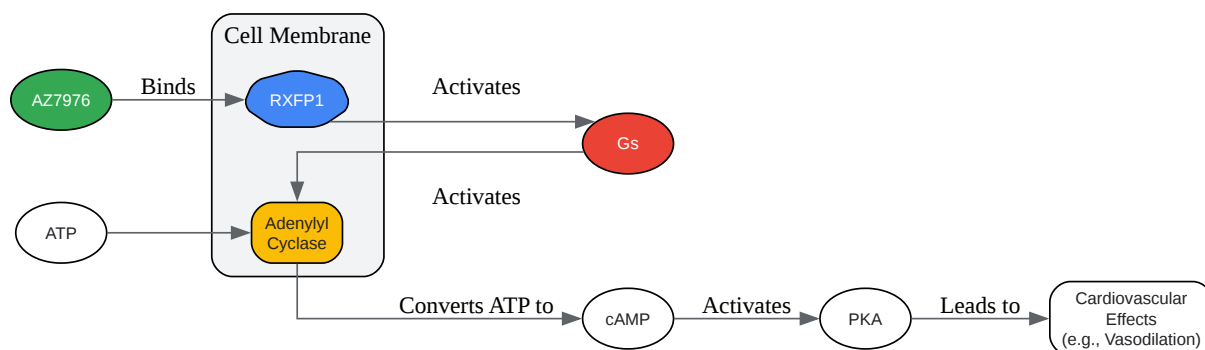 Cell Membrane
AZ7976
Binds
RXFP1
Activates
Gs
Activates
ATP
Adenylyl
Cyclase
Converts ATP to
cAMP
Activates
PKA
Leads to
Cardiovascular
Effects
(e.g., Vasodilation)